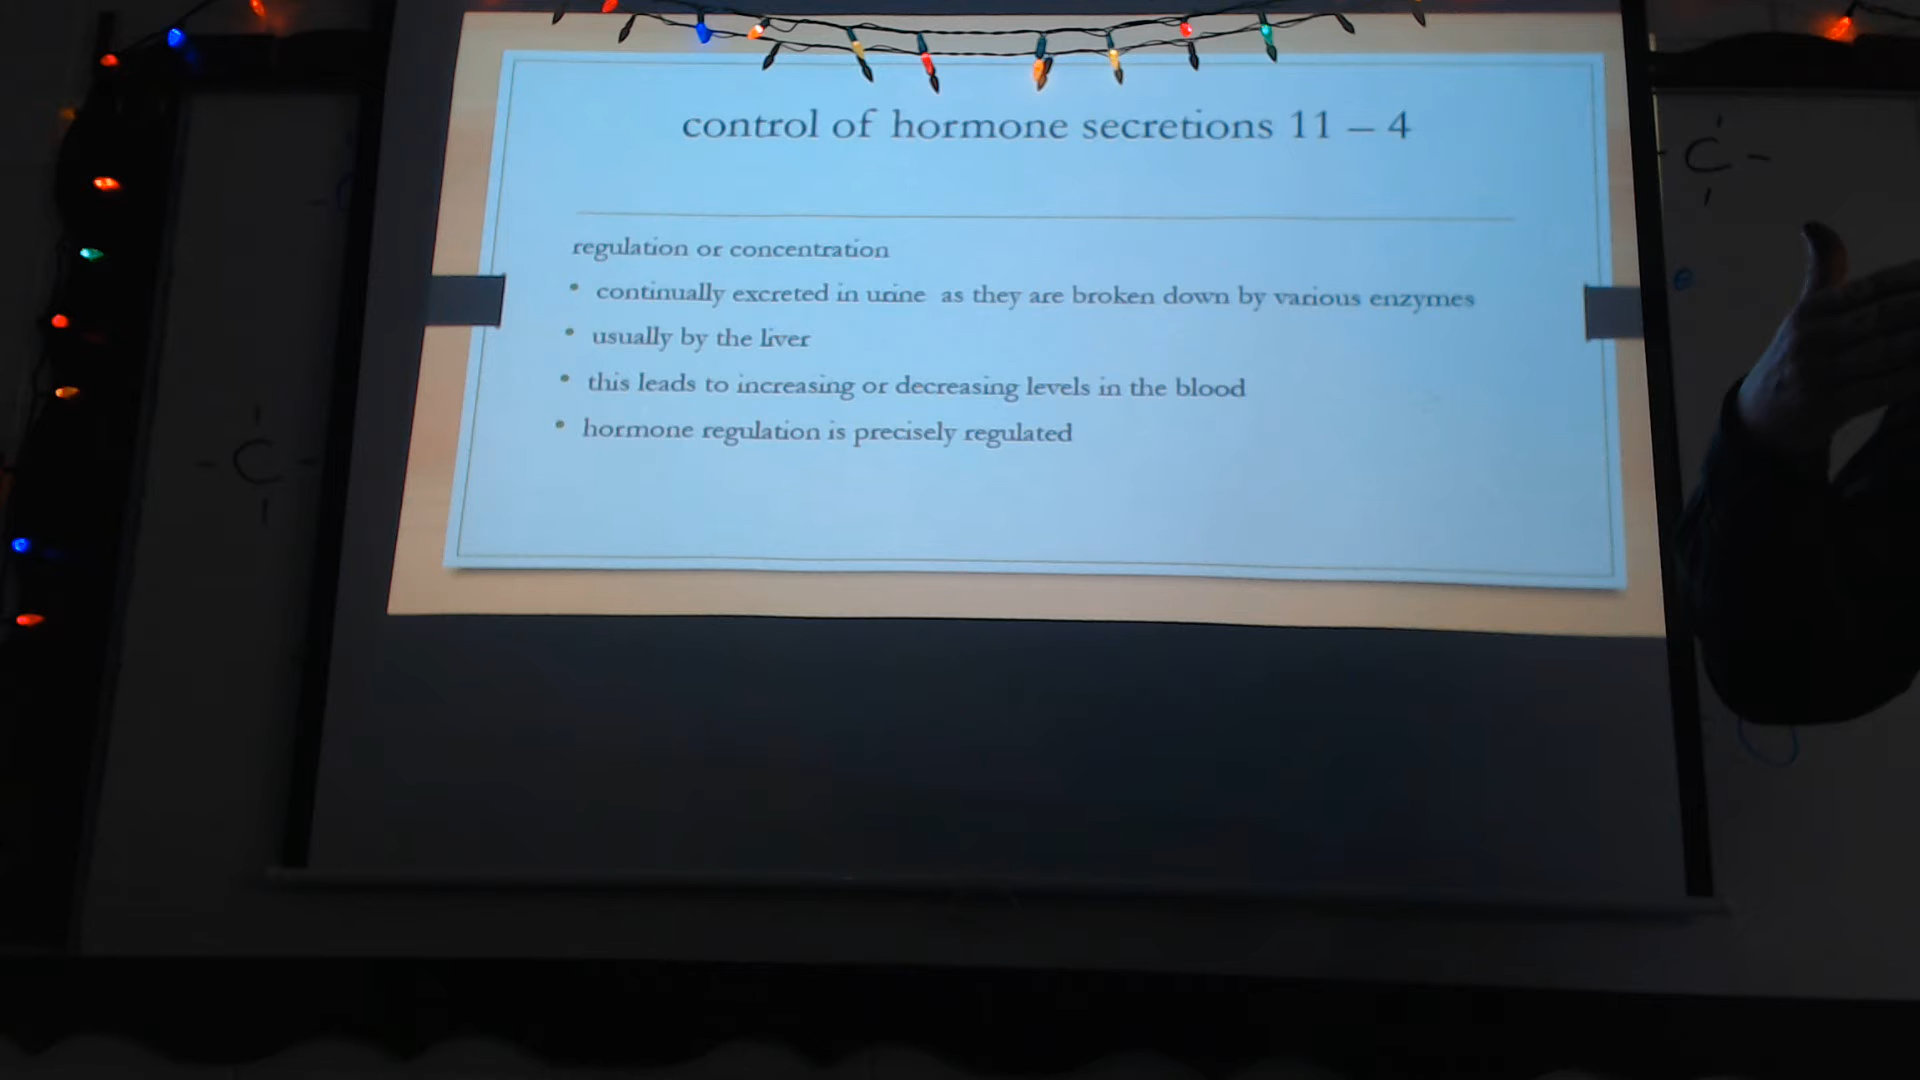 control of hormone secretions 11 – 4
regulation or concentration
• continually excreted in urine as they are broken down by various enzymes
• usually by the liver
• this leads to increasing or decreasing levels in the blood
• hormone regulation is precisely regulated
- C -
- C -